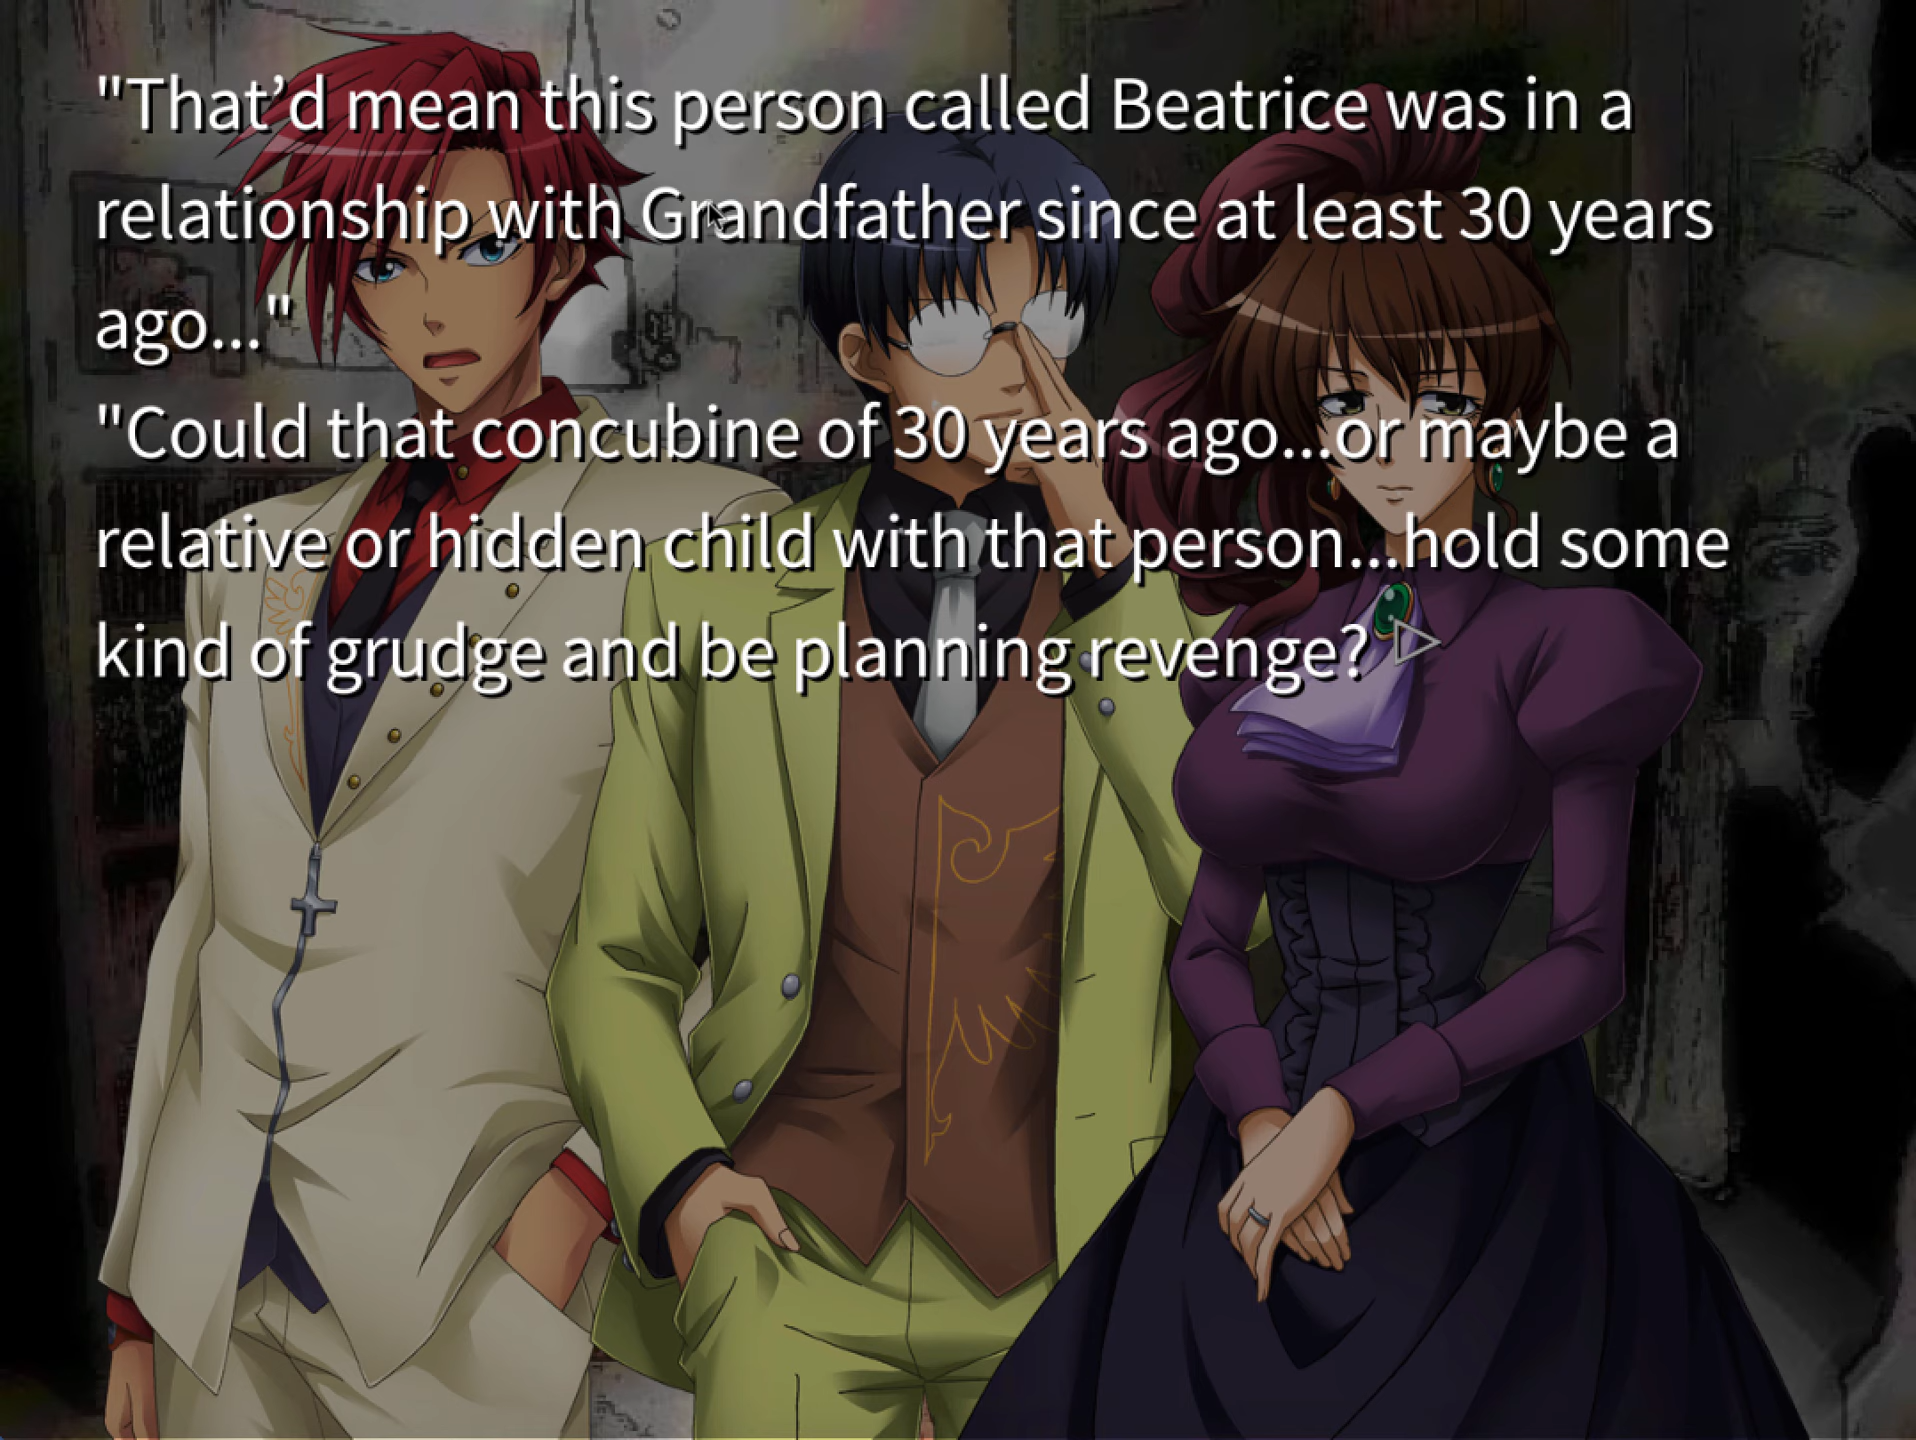 "That’d mean this person called Beatrice was in a
relationship with Grandfather since at least 30 years
ago..."
"Could that concubine of 30 years ago...or maybe a
relative or hidden child with that person...hold some
kind of grudge and be planning revenge?